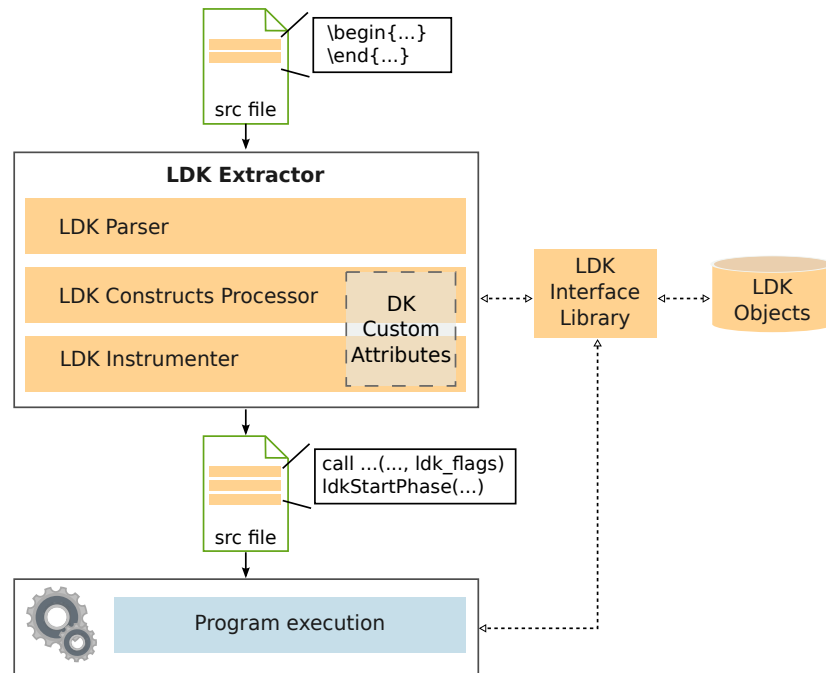 \begin{...}
\end{...}
src file
LDK Extractor
LDK Parser
LDK Constructs Processor
DK
Custom
Attributes
LDK Instrumenter
LDK
Interface
Library
LDK
Objects
call ...(..., ldk_flags)
ldkStartPhase(...)
src file
Program execution